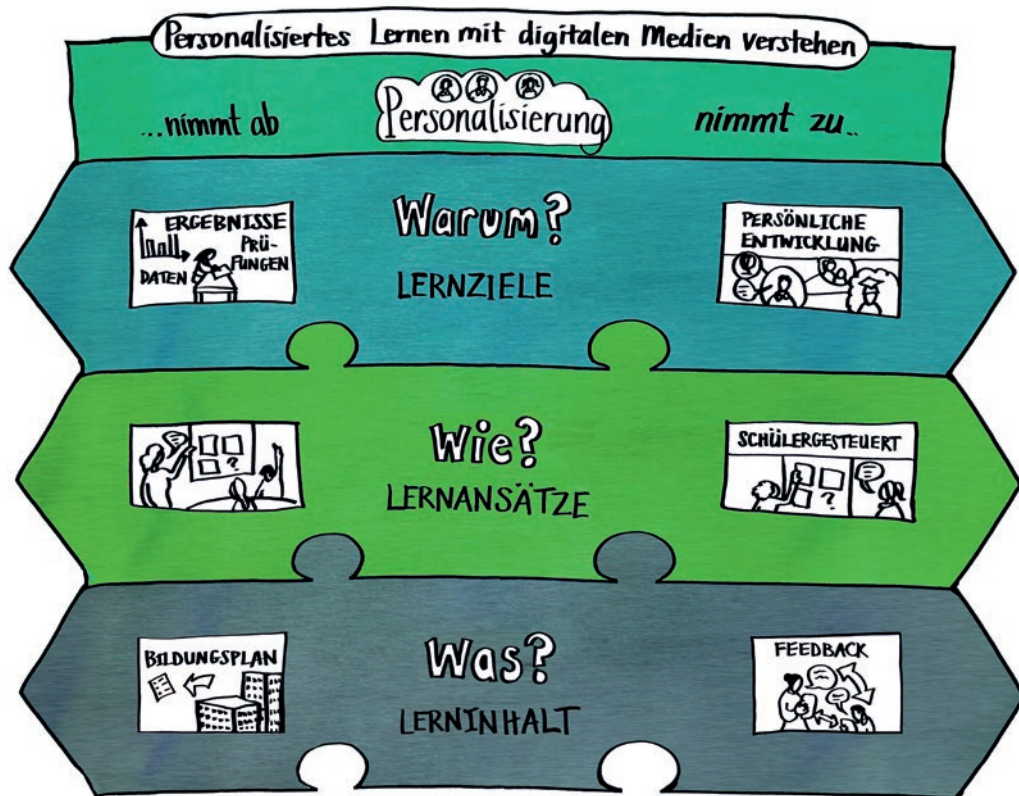 Personalisiertes Lernen mit digitalen Medien verstehen
...nimmt ab
Personalisierung
nimmt zu..
Warum?
LERNZIELE
ERGEBNISSE
PRÜ-
FUNGEN
DATEN
PERSÖNLICHE
ENTWICKLUNG
Wie?
LERNANSÄTZE
?
SCHÜLERGESTEUERT
?
Was?
LERNINHALT
BILDUNGSPLAN
FEEDBACK